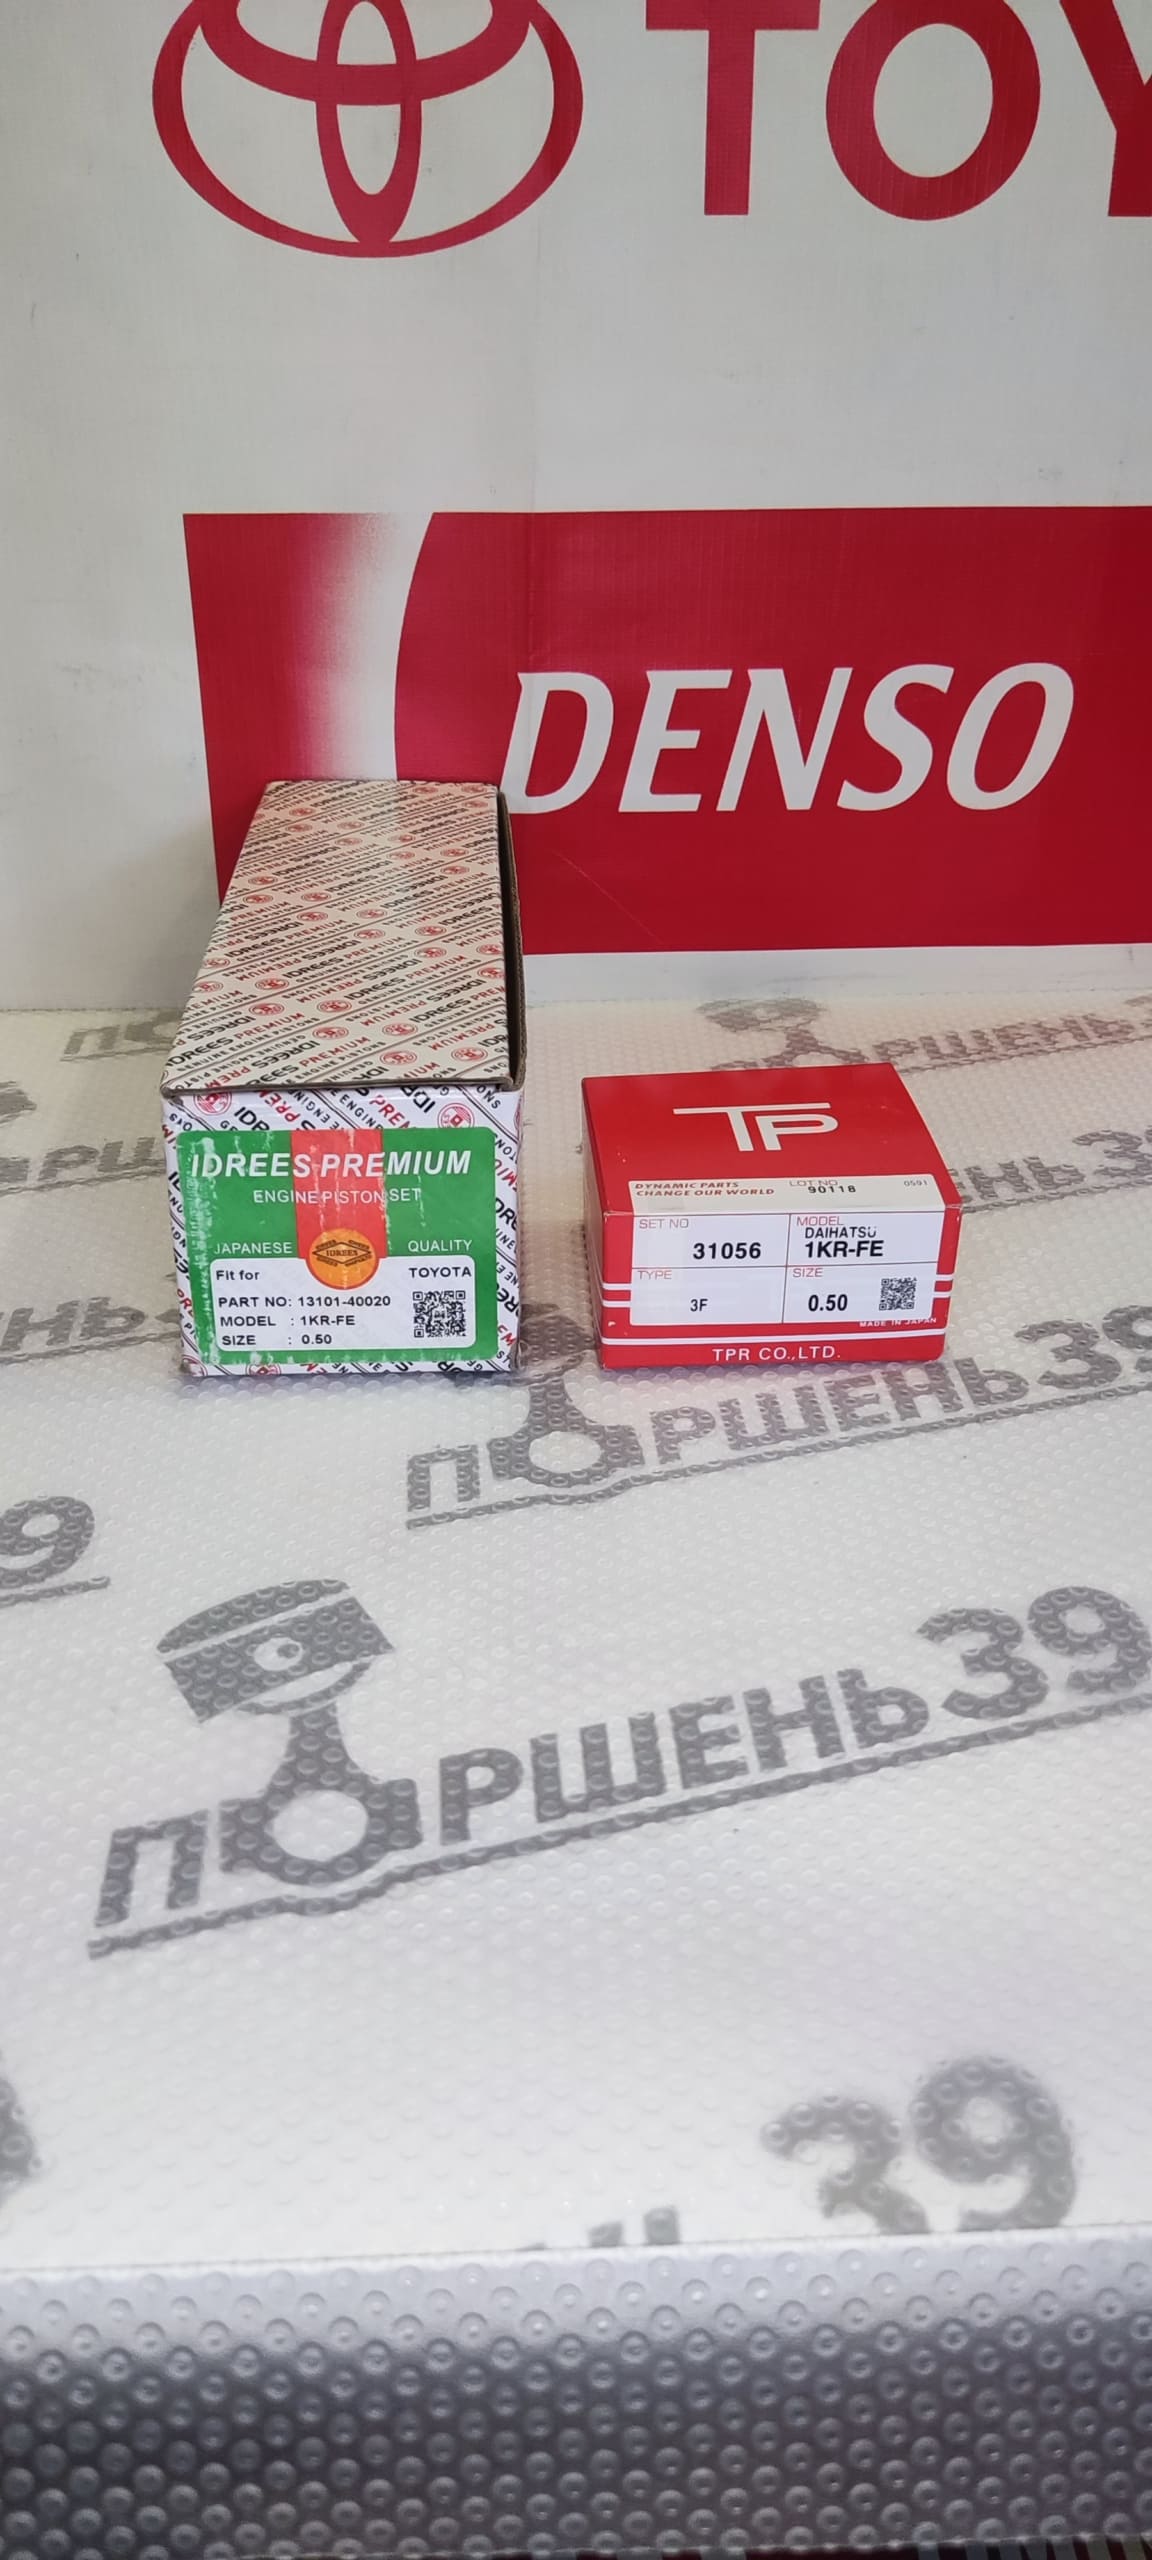 TOY
DENSO
IDREES PREMIUM
ENGINE PISTON SET
JAPANESE QUALITY
IDREES
Fit for TOYOTA
PART NO: 13101-40020
MODEL : 1KR-FE
SIZE : 0.50
TP
DYNAMIC PARTS
CHANGE OUR WORLD
LOT NO
90118
0591
SET NO
31056
MODEL
DAIHATSU
1KR-FE
TYPE
3F
SIZE
0.50
MADE IN JAPAN
TPR CO.,LTD.
ПОРШЕНЬ39
ПОРШЕНЬ39
39